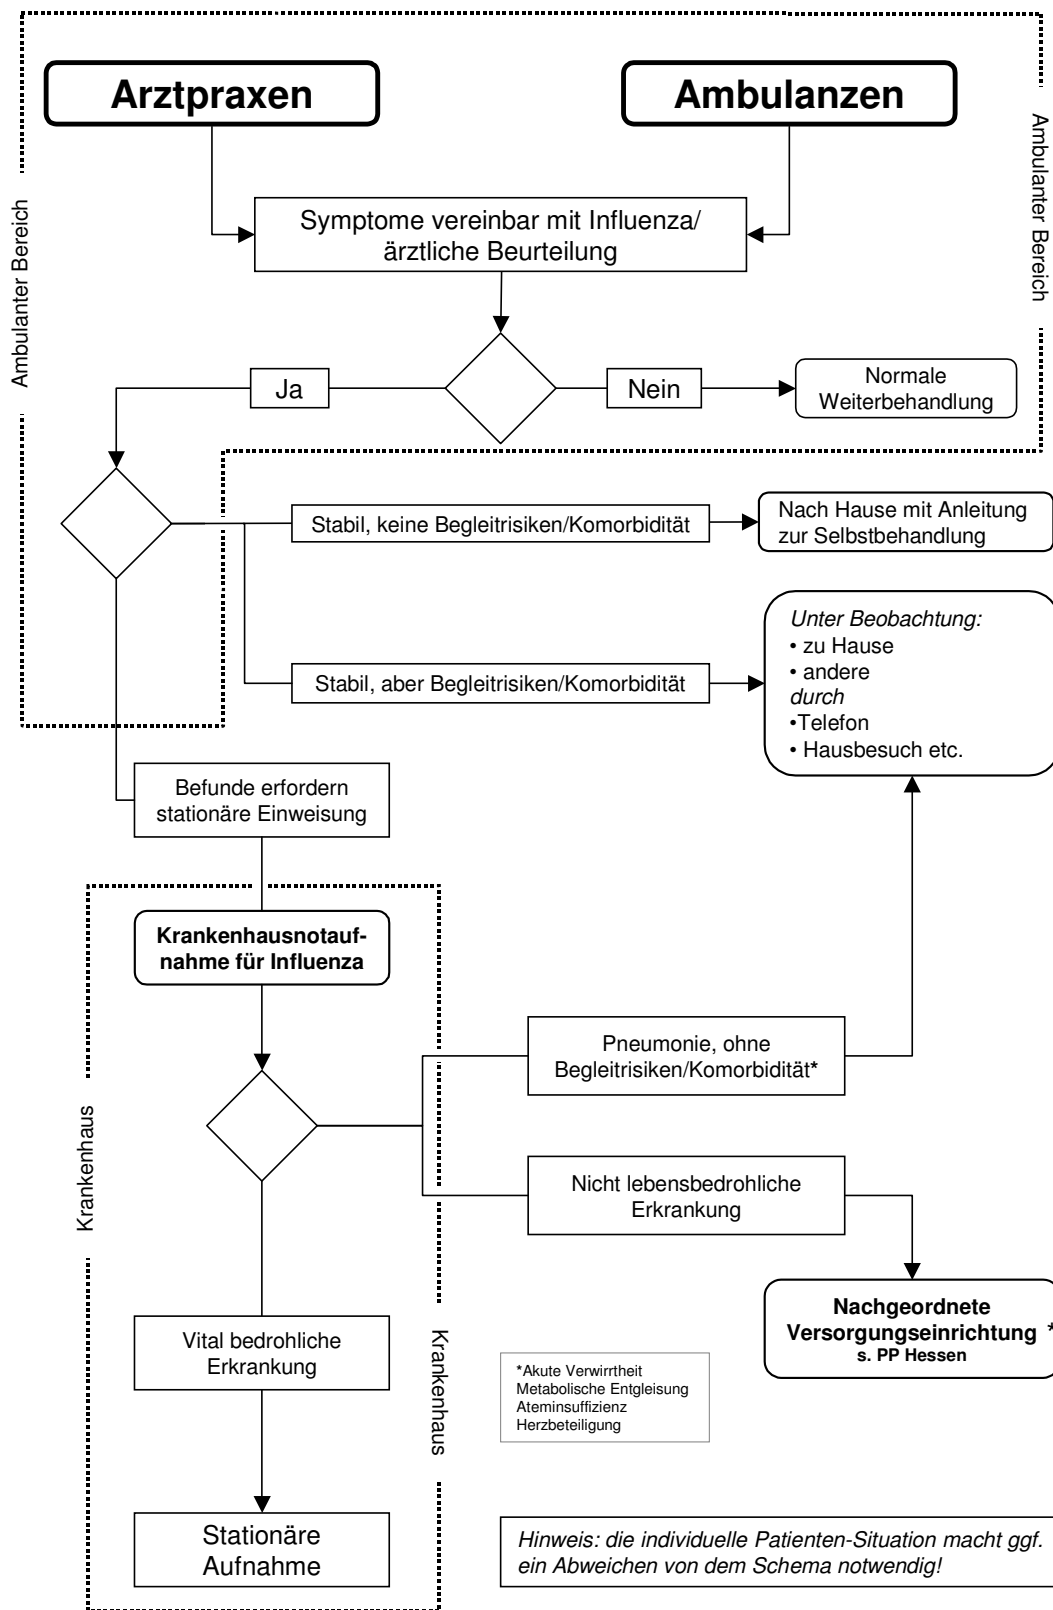 Arztpraxen
Ambulanzen
Ambulanter Bereich
Ambulanter Bereich
Symptome vereinbar mit Influenza/
ärztliche Beurteilung
Ja
Nein
Normale
Weiterbehandlung
Stabil, keine Begleitrisiken/Komorbidität
Nach Hause mit Anleitung
zur Selbstbehandlung
Stabil, aber Begleitrisiken/Komorbidität
Unter Beobachtung:
• zu Hause
• andere
durch
•Telefon
• Hausbesuch etc.
Befunde erfordern
stationäre Einweisung
Krankenhausnotauf-
nahme für Influenza
Pneumonie, ohne
Begleitrisiken/Komorbidität*
Krankenhaus
Krankenhaus
Nicht lebensbedrohliche
Erkrankung
Nachgeordnete
Versorgungseinrichtung *
s. PP Hessen
Vital bedrohliche
Erkrankung
*Akute Verwirrtheit
Metabolische Entgleisung
Ateminsuffizienz
Herzbeteiligung
Stationäre
Aufnahme
Hinweis: die individuelle Patienten-Situation macht ggf.
ein Abweichen von dem Schema notwendig!